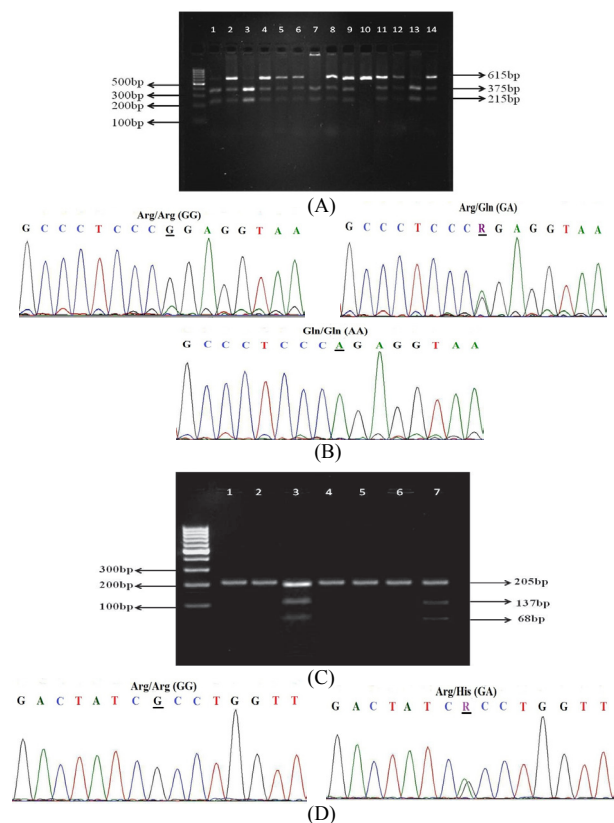 1 2 3 4 5 6 7 8 9 10 11 12 13 14
500bp
300bp
200bp
100bp
615bp
375bp
215bp
(A)
Arg/Arg (GG)
G C C C T C C C G G A G G T A A
Arg/Gln (GA)
G C C C T C C C R G A G G T A A
Gln/Gln (AA)
G C C C T C C C A G A G G T A A
(B)
1 2 3 4 5 6 7
300bp
200bp
100bp
205bp
137bp
68bp
(C)
Arg/Arg (GG)
G A C T A T C G C C T G G T T
Arg/His (GA)
G A C T A T C R C C T G G T T
(D)